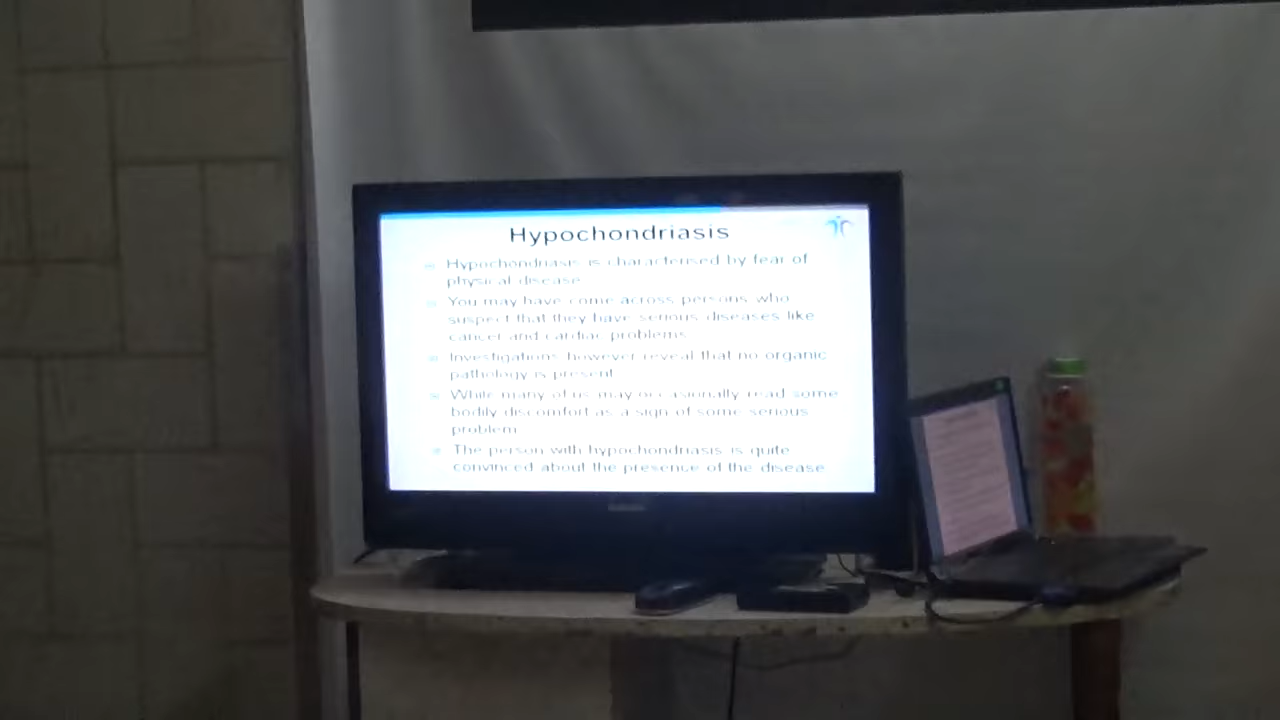 Hypochondriasis
Hypochondriasis is characterised by fear of
physical disease
You may have come across persons who
suspect that they have serious diseases like
cancer and cardiac problems
Investigations however reveal that no organic
pathology is present
While many of us may occasionally read some
bodily discomfort as a sign of some serious
problem
The person with hypochondriasis is quite
convinced about the presence of the disease